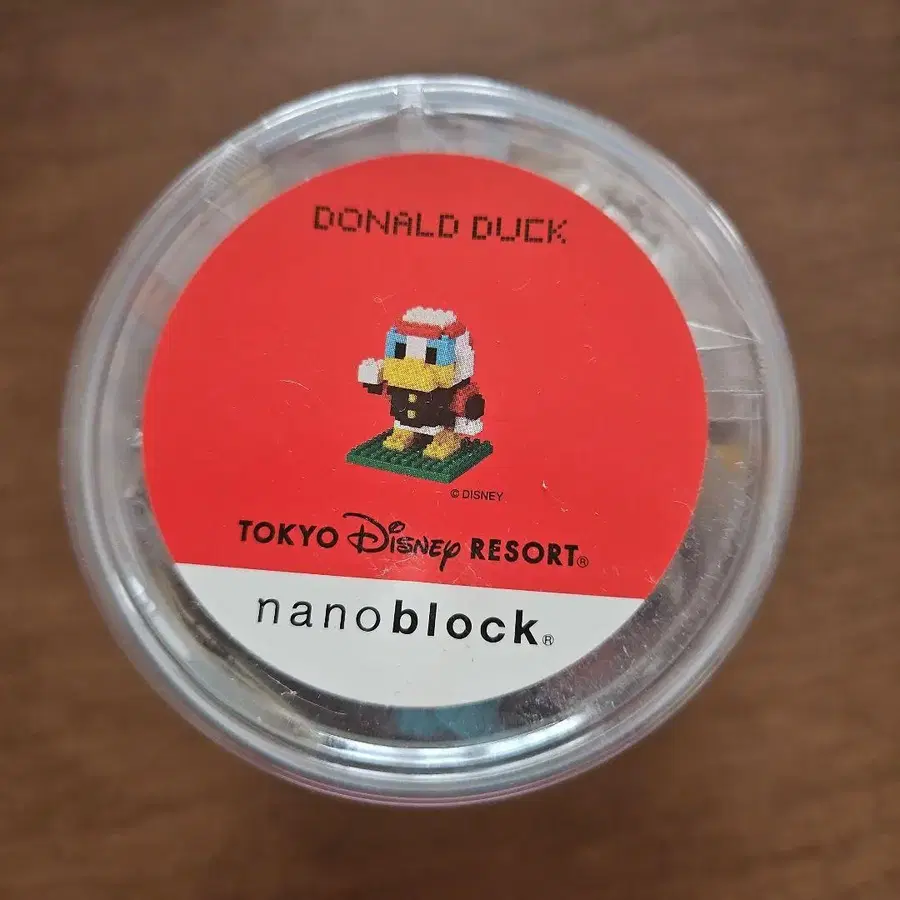 DONALD DUCK
© DISNEY
TOKYO Disney RESORT®
nanoblock®